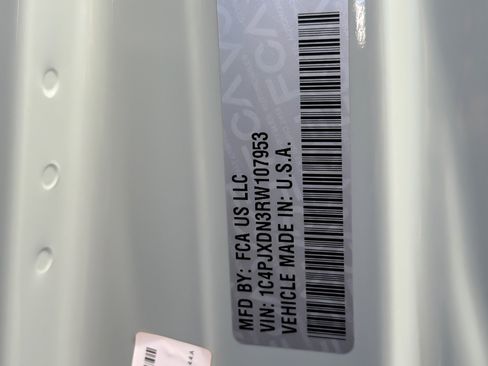 MFD BY: FCA US LLC
VIN: 1C4PJXDN3RW107953
VEHICLE MADE IN: U.S.A.